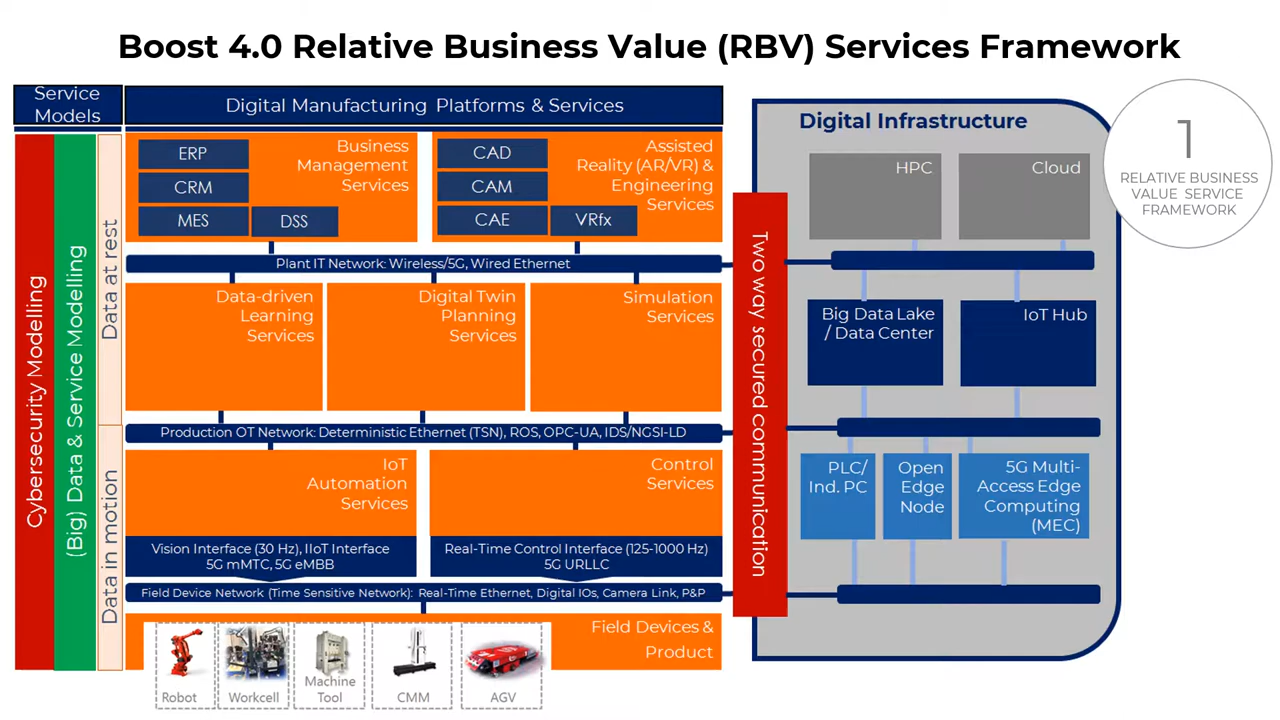 Boost 4.0 Relative Business Value (RBV) Services Framework
Service
Models
Digital Manufacturing Platforms & Services
Cybersecurity Modelling
(Big) Data & Service Modelling
Data at rest
Data in motion
ERP
CRM
MES
DSS
Business
Management
Services
CAD
CAM
CAE
VRfx
Assisted
Reality (AR/VR) &
Engineering
Services
Plant IT Network: Wireless/5G, Wired Ethernet
Data-driven
Learning
Services
Digital Twin
Planning
Services
Simulation
Services
Production OT Network: Deterministic Ethernet (TSN), ROS, OPC-UA, IDS/NGSI-LD
IoT
Automation
Services
Control
Services
Vision Interface (30 Hz), IIoT Interface
5G mMTC, 5G eMBB
Real-Time Control Interface (125-1000 Hz)
5G URLLC
Field Device Network (Time Sensitive Network): Real-Time Ethernet, Digital IOs, Camera Link, P&P
Robot
Workcell
Machine
Tool
CMM
AGV
Field Devices &
Product
Two way secured communication
Digital Infrastructure
HPC
Cloud
Big Data Lake
/ Data Center
IoT Hub
PLC/
Ind. PC
Open
Edge
Node
5G Multi-
Access Edge
Computing
(MEC)
1
RELATIVE BUSINESS
VALUE SERVICE
FRAMEWORK